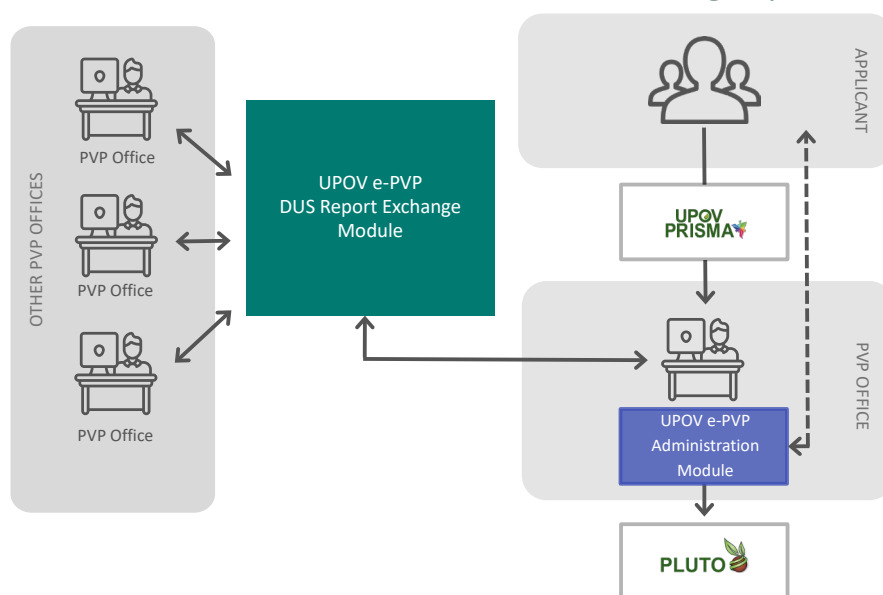 OTHER PVP OFFICES
PVP Office
PVP Office
PVP Office
UPOV e-PVP
DUS Report Exchange
Module
APPLICANT
UPOV
PRISMA
PVP OFFICE
UPOV e-PVP
Administration
Module
PLUTO